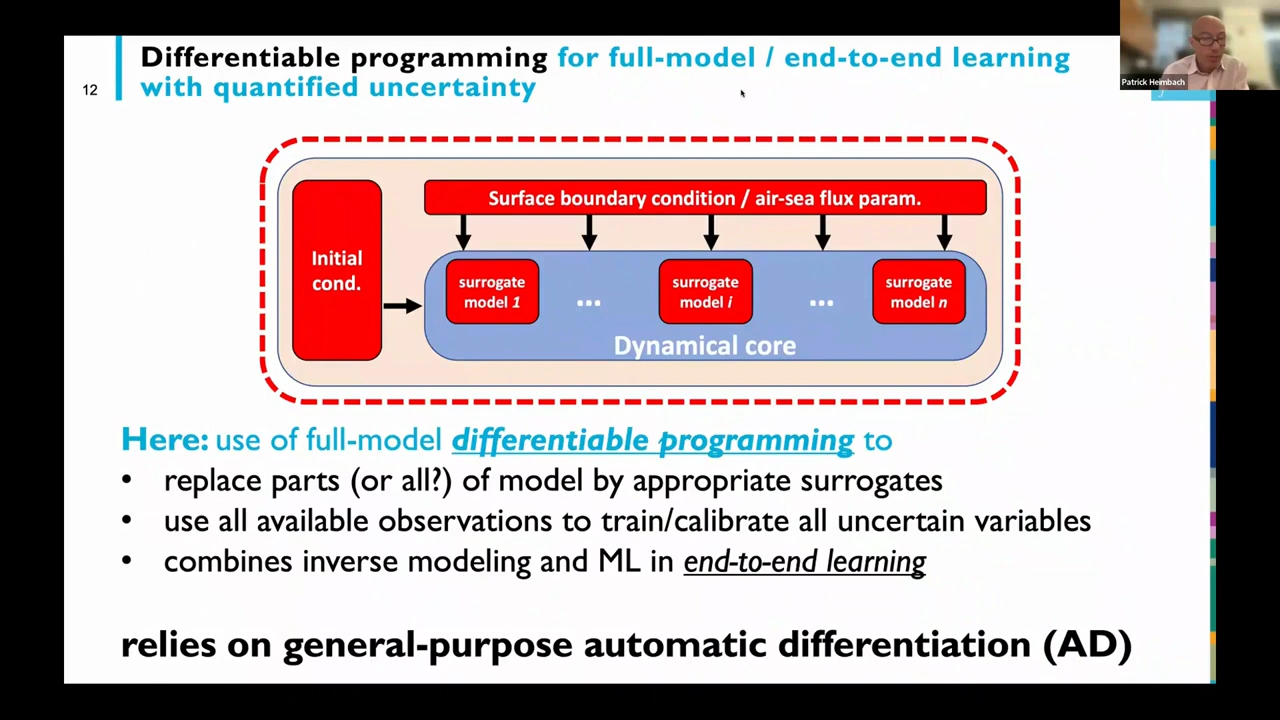 Differentiable programming for full-model / end-to-end learning
with quantified uncertainty
12
Patrick Heimbach
Surface boundary condition / air-sea flux param.
Initial
cond.
surrogate
model 1
...
surrogate
model i
...
surrogate
model n
Dynamical core
Here: use of full-model differentiable programming to
• replace parts (or all?) of model by appropriate surrogates
• use all available observations to train/calibrate all uncertain variables
• combines inverse modeling and ML in end-to-end learning
relies on general-purpose automatic differentiation (AD)